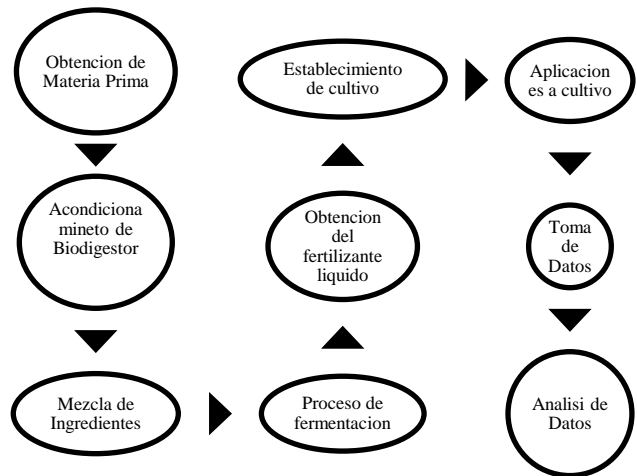 Obtencion de
Materia Prima
Acondiciona
mineto de
Biodigestor
Mezcla de
Ingredientes
Proceso de
fermentacion
Obtencion
del
fertilizante
liquido
Establecimiento
de cultivo
Aplicacion
es a cultivo
Toma
de
Datos
Analisi de
Datos